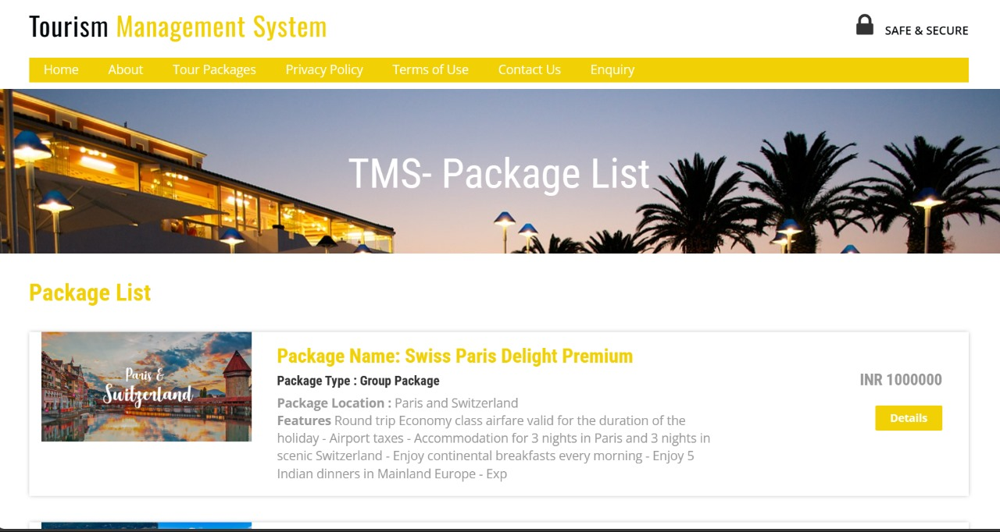 Tourism Management System
SAFE & SECURE
Home About Tour Packages Privacy Policy Terms of Use Contact Us Enquiry
TMS- Package List
Package List
Paris &
Switzerland
Package Name: Swiss Paris Delight Premium
Package Type : Group Package
Package Location : Paris and Switzerland
Features Round trip Economy class airfare valid for the duration of the
holiday - Airport taxes - Accommodation for 3 nights in Paris and 3 nights in
scenic Switzerland - Enjoy continental breakfasts every morning - Enjoy 5
Indian dinners in Mainland Europe - Exp
INR 1000000
Details